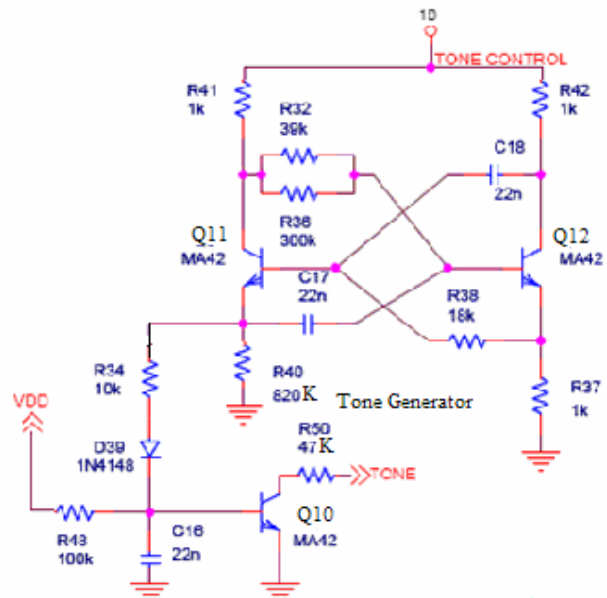 10
TONE CONTROL
R41
1k
R42
1k
R32
39k
C18
22n
R36
300k
Q11
MA42
Q12
MA42
C17
22n
R38
18k
R34
10k
R40
820K
Tone Generator
R37
1k
VDC
D39
1N4148
R50
47K
TONE
Q10
MA42
R43
100k
C16
22n